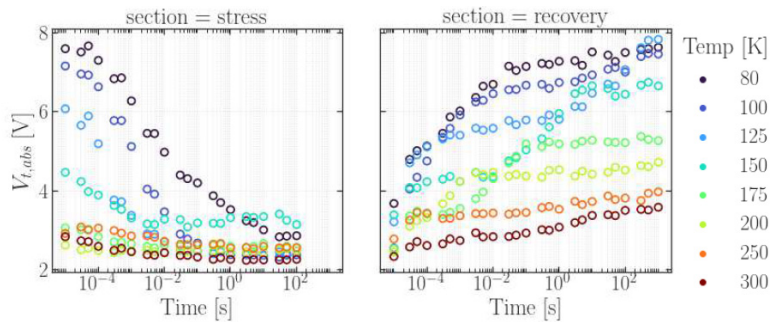 section = stress
section = recovery
Temp [K]
8
6
4
2
V_{t,abs} [V]
80
100
125
150
175
200
250
300
10^{-4} 10^{-2} 10^{0} 10^{2}
10^{-4} 10^{-2} 10^{0} 10^{2}
Time [s]
Time [s]